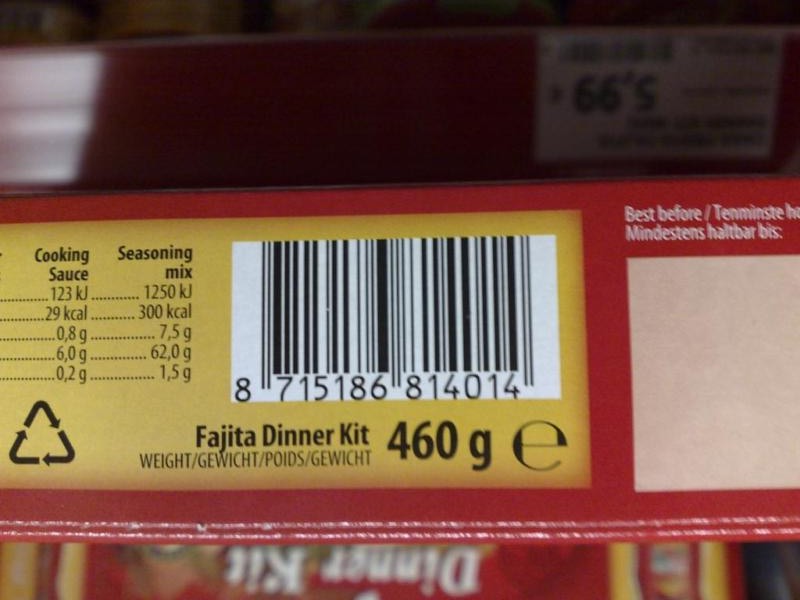 5.99
Best before / Tenminste
Mindestens haltbar bis:
Cooking Seasoning
Sauce mix
123 kJ 1250 kJ
29 kcal 300 kcal
0,8 g 7,5 g
6,0 g 62,0 g
0,2 g 1,5 g
8 715186 814014
Fajita Dinner Kit 460 g e
WEIGHT/GEWICHT/POIDS/GEWICHT
Dinner Kit